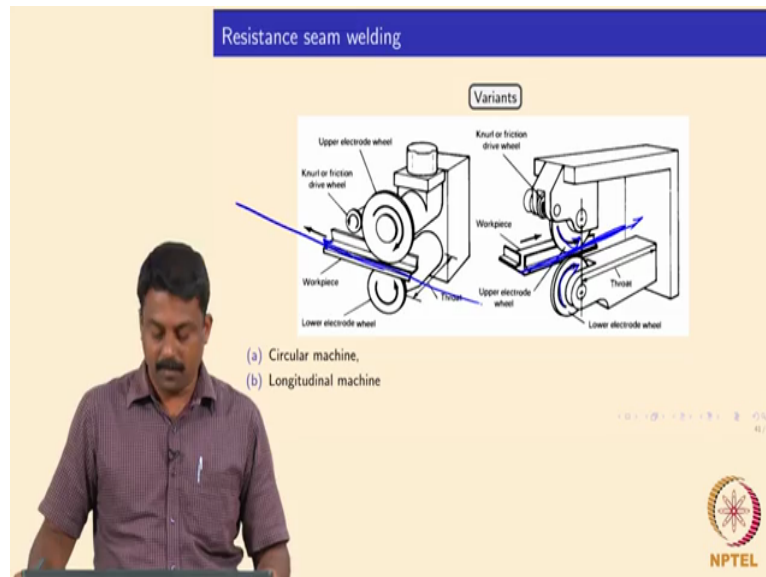 Resistance seam welding
Variants
Upper electrode wheel
Knurl or friction
drive wheel
Workpiece
Throat
Lower electrode wheel
Knurl or friction
drive wheel
Workpiece
Upper electrode
wheel
Throat
Lower electrode wheel
(a) Circular machine,
(b) Longitudinal machine
NPTEL